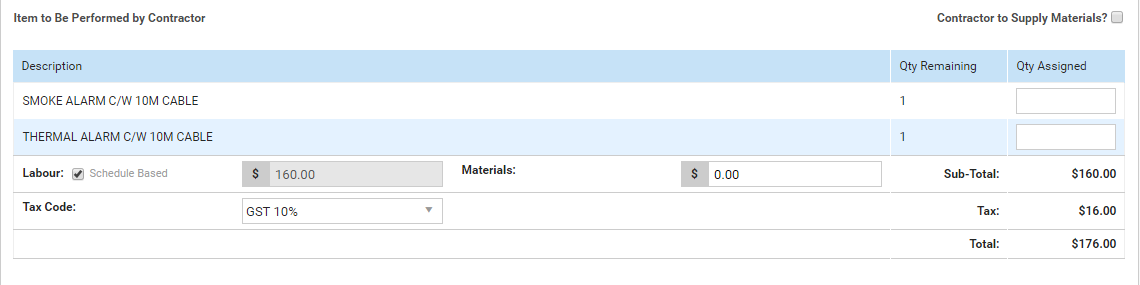 Item to Be Performed by Contractor
Contractor to Supply Materials?
Description Qty Remaining Qty Assigned
SMOKE ALARM C/W 10M CABLE 1
THERMAL ALARM C/W 10M CABLE 1
Labour: Schedule Based $ 160.00 Materials: $ 0.00 Sub-Total: $160.00
Tax Code: GST 10% Tax: $16.00
Total: $176.00